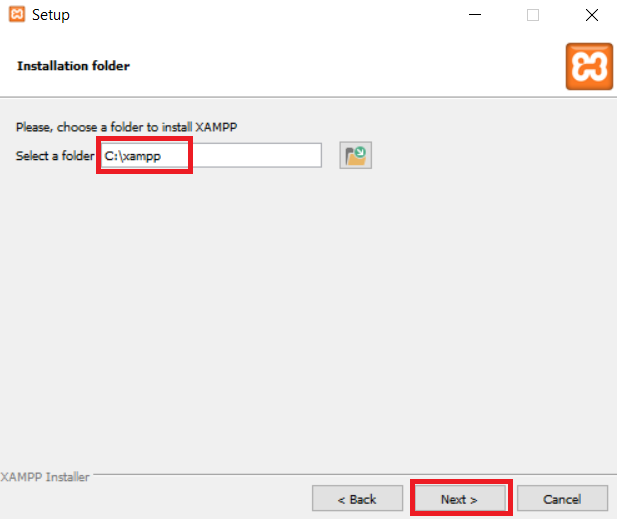 Setup
Installation folder
Please, choose a folder to install XAMPP
Select a folder C:\xampp
XAMPP Installer
< Back Next > Cancel